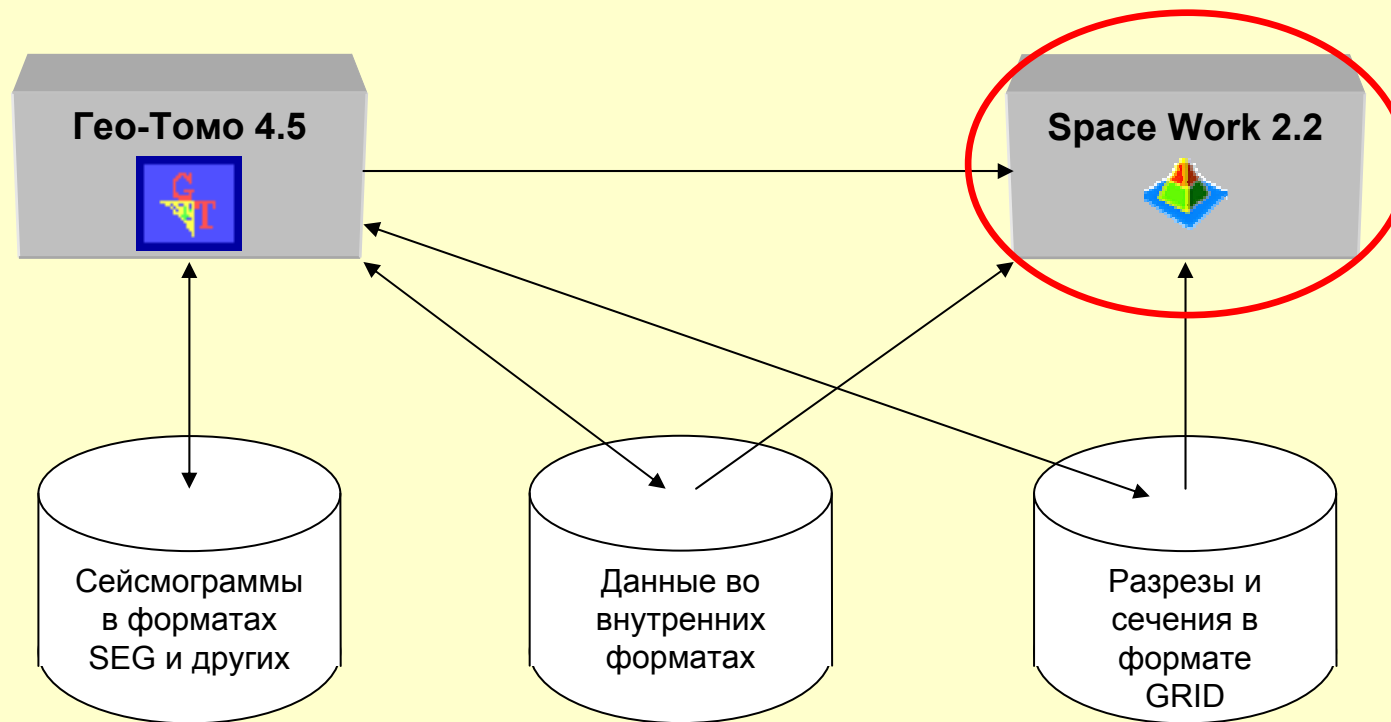 Гео-Томо 4.5
G
T
Space Work 2.2
Сейсмограммы
в форматах
SEG и других
Данные во
внутренних
форматах
Разрезы и
сечения в
формате
GRID